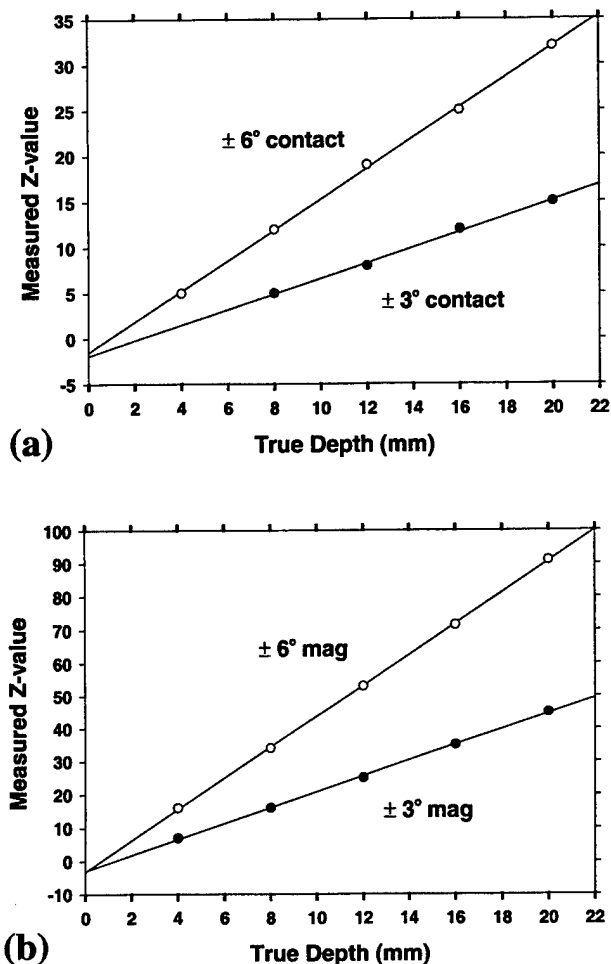 35
30
25
20
15
10
5
0
-5
Measured Z-value
± 6° contact
± 3° contact
0 2 4 6 8 10 12 14 16 18 20 22
True Depth (mm)
(a)
100
90
80
70
60
50
40
30
20
10
0
-10
Measured Z-value
± 6° mag
± 3° mag
0 2 4 6 8 10 12 14 16 18 20 22
True Depth (mm)
(b)